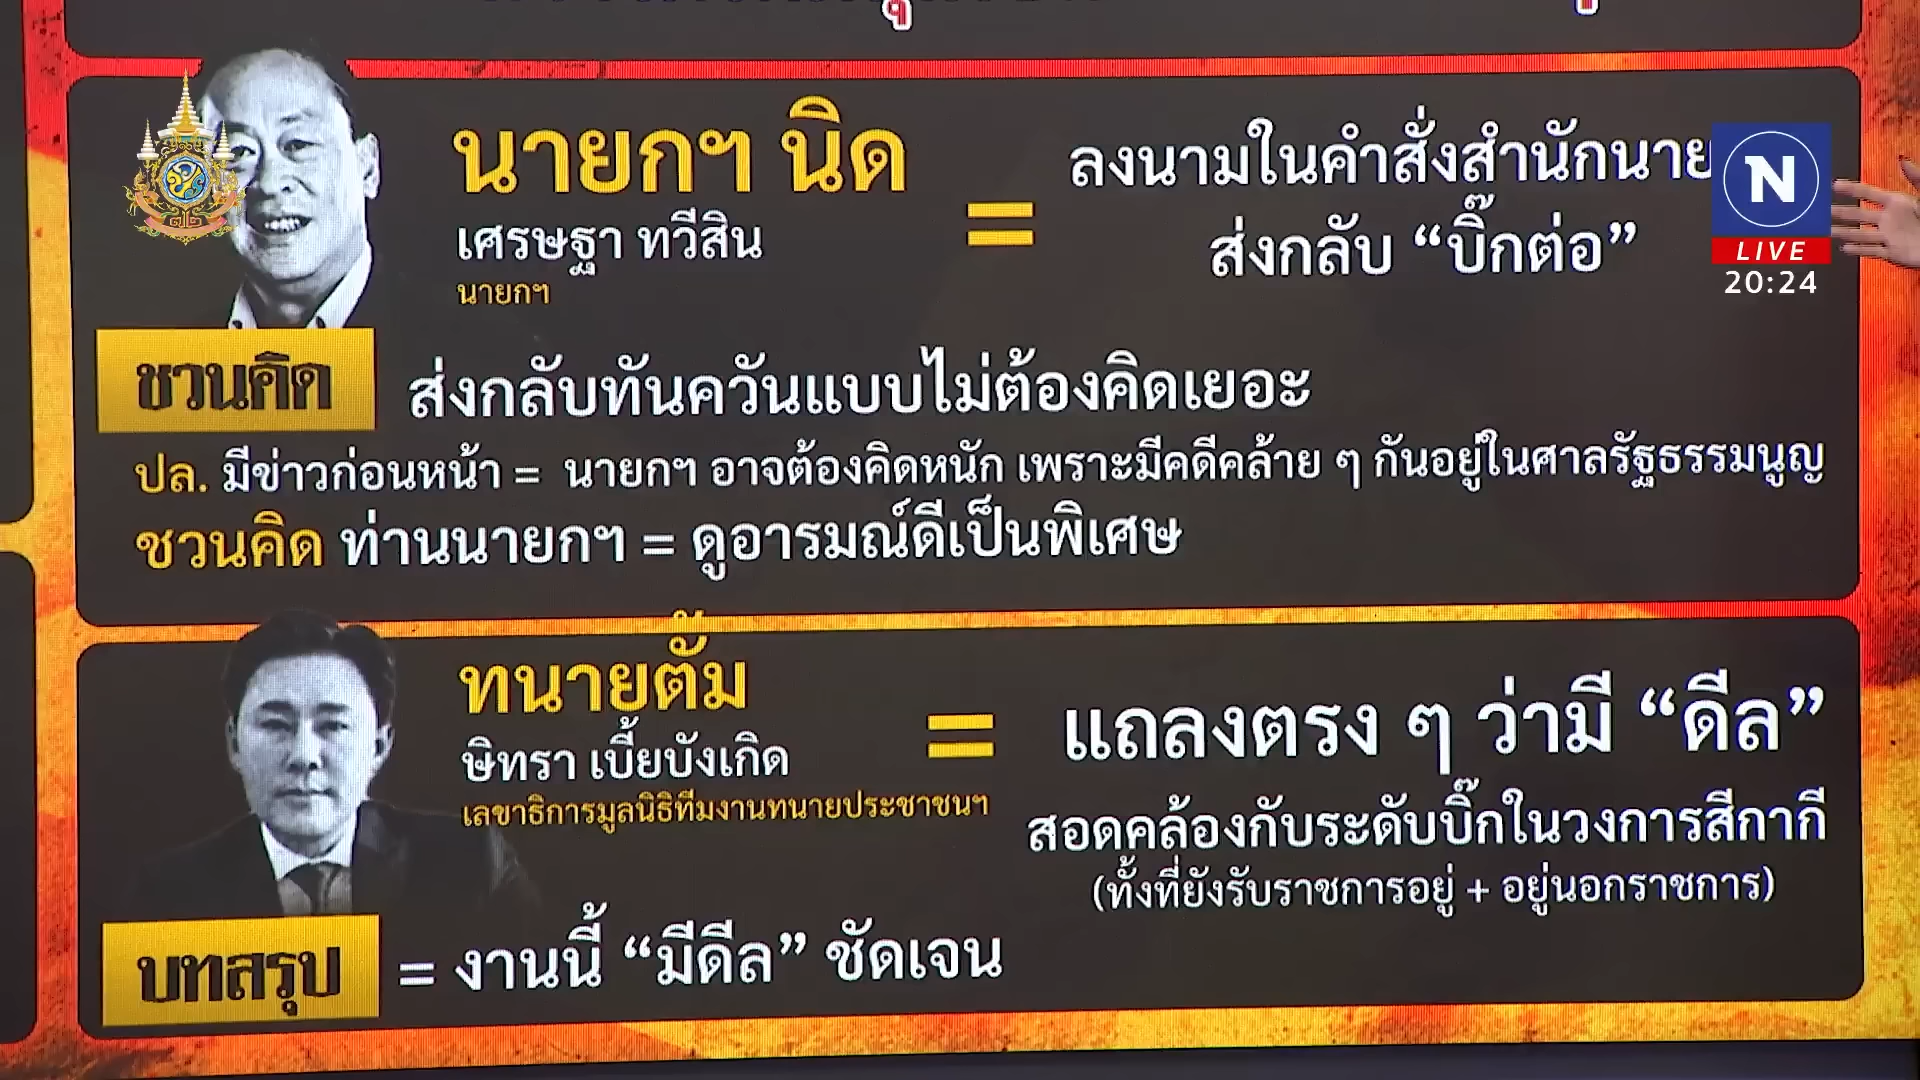 นายกฯ นิด
เศรษฐา ทวีสิน
นายกฯ
=
ลงนามในคำสั่งสำนักนาย
ส่งกลับ “บิ๊กต่อ”
N
LIVE
20:24
ชวนคิด
ส่งกลับทันควันแบบไม่ต้องคิดเยอะ
ปล. มีข่าวก่อนหน้า = นายกฯ อาจต้องคิดหนัก เพราะมีคดีคล้าย ๆ กันอยู่ในศาลรัฐธรรมนูญ
ชวนคิด ท่านนายกฯ = ดูอารมณ์ดีเป็นพิเศษ
ทนายตั้ม
ษิทรา เบี้ยบังเกิด
เลขาธิการมูลนิธิทีมงานทนายประชาชนฯ
=
แถลงตรง ๆ ว่ามี “ดีล”
สอดคล้องกับระดับบิ๊กในวงการสีกากี
(ทั้งที่ยังรับราชการอยู่ + อยู่นอกราชการ)
บทสรุป
= งานนี้ “มีดีล” ชัดเจน